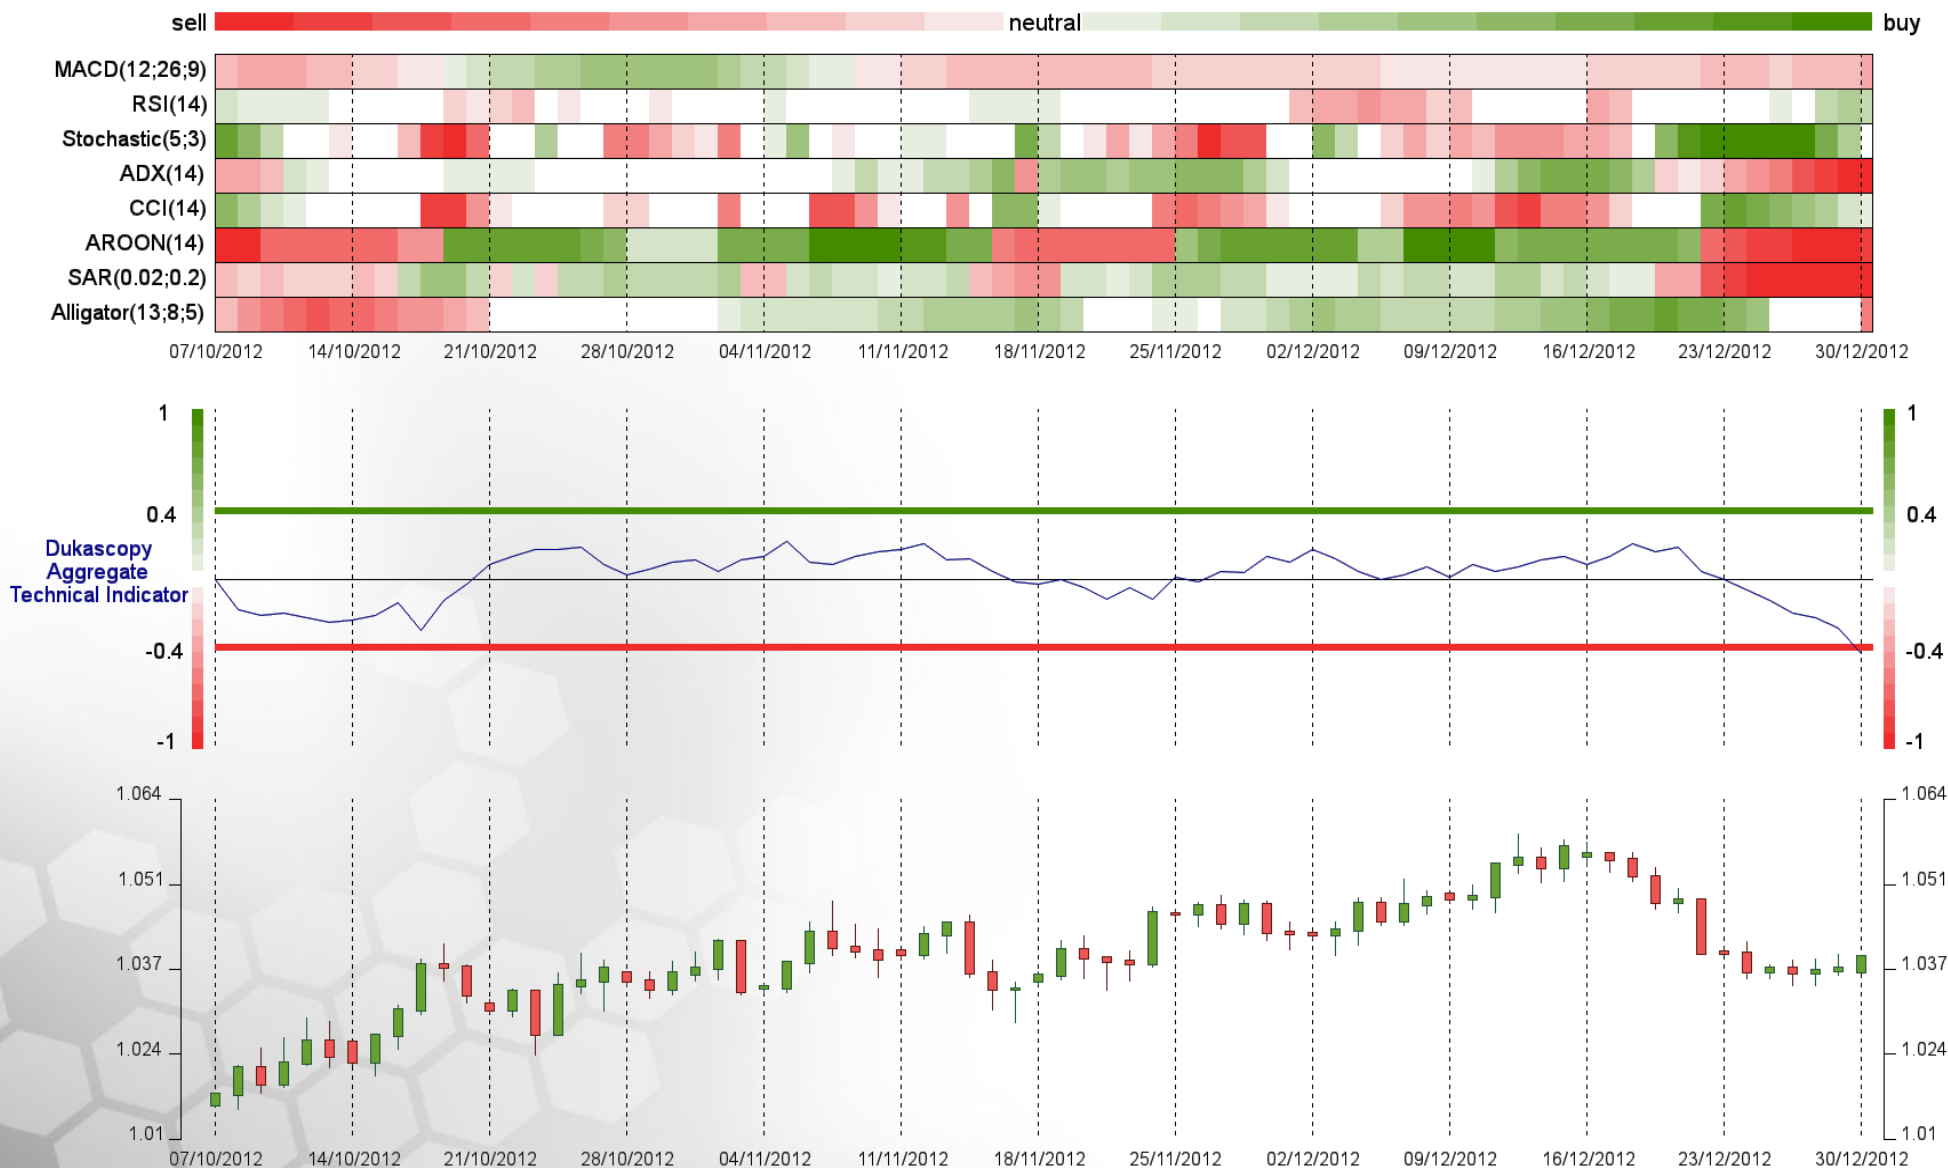 sell neutral buy
MACD(12;26;9)
RSI(14)
Stochastic(5;3)
ADX(14)
CCI(14)
AROON(14)
SAR(0.02;0.2)
Alligator(13;8;5)
07/10/2012 14/10/2012 21/10/2012 28/10/2012 04/11/2012 11/11/2012 18/11/2012 25/11/2012 02/12/2012 09/12/2012 16/12/2012 23/12/2012 30/12/2012
1 1
0.4 0.4
Dukascopy
Aggregate
Technical Indicator
-0.4 -0.4
-1 -1
1.064 1.064
1.051 1.051
1.037 1.037
1.024 1.024
1.01 1.01
07/10/2012 14/10/2012 21/10/2012 28/10/2012 04/11/2012 11/11/2012 18/11/2012 25/11/2012 02/12/2012 09/12/2012 16/12/2012 23/12/2012 30/12/2012